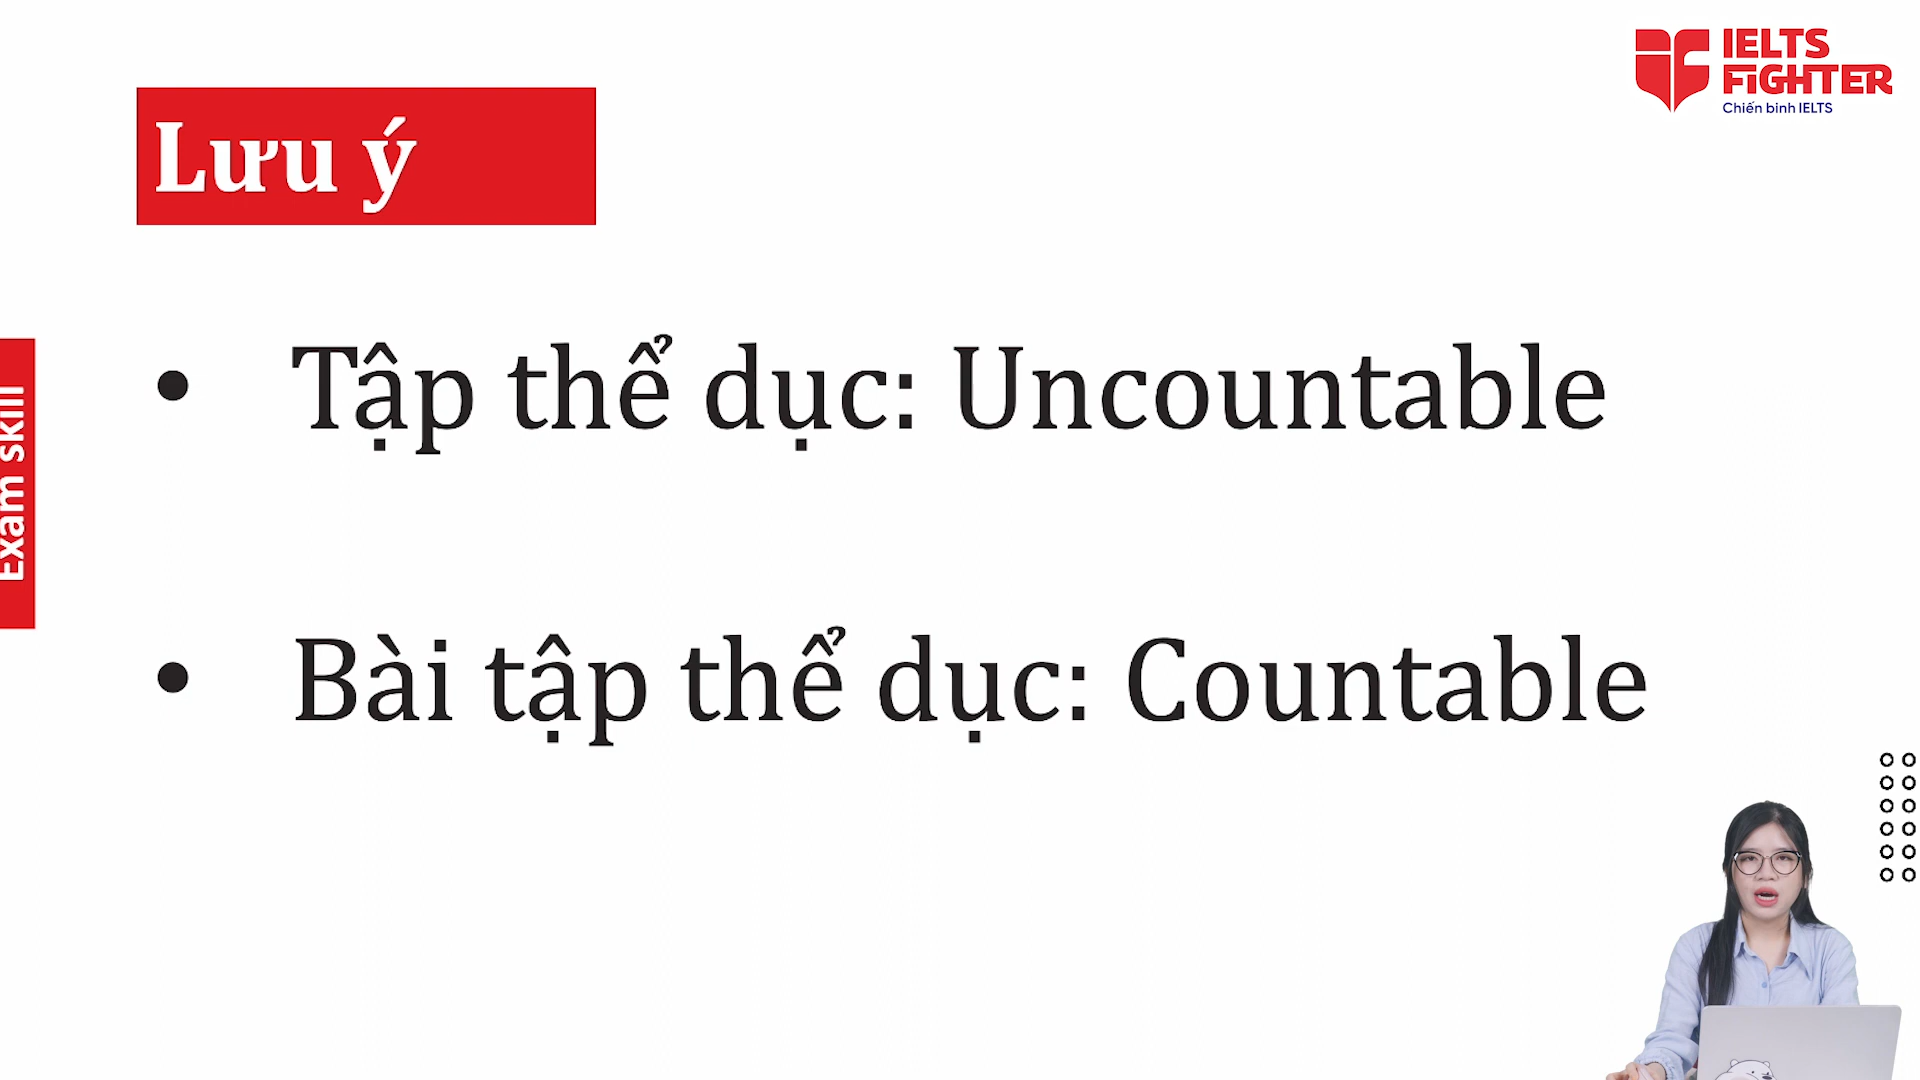 IELTS
FIGHTER
Chiến binh IELTS
Lưu ý
• Tập thể dục: Uncountable
Exam skill
• Bài tập thể dục: Countable